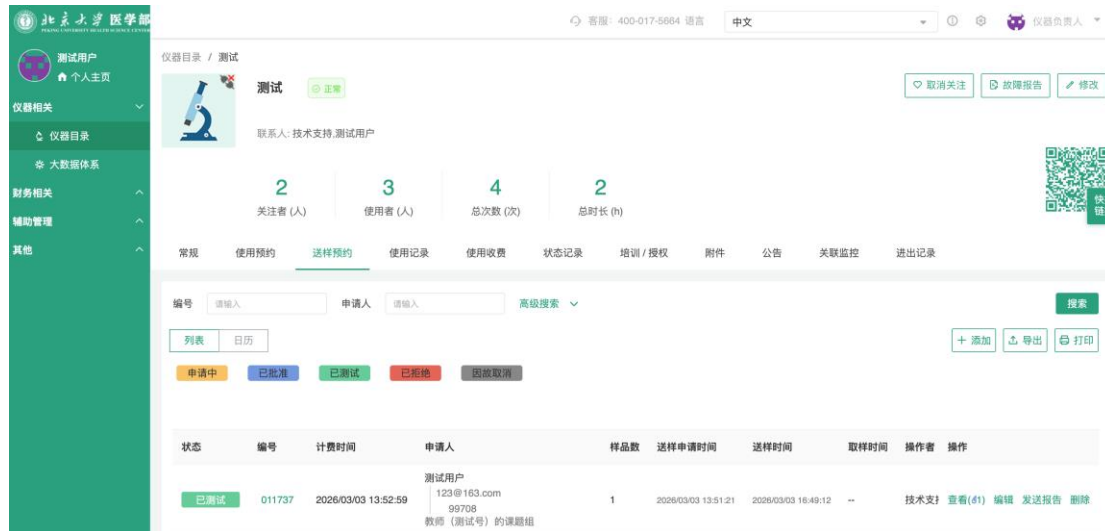 北京大学 医学部
PEKING UNIVERSITY HEALTH SCIENCE CENTER
客服: 400-017-5664 语言 中文 仪器负责人
测试用户
个人主页
仪器相关
仪器目录
大数据体系
财务相关
辅助管理
其他
仪器目录 / 测试
测试 正常
取消关注 故障报告 修改
联系人: 技术支持,测试用户
2 3 4 2
关注者 (人) 使用者 (人) 总次数 (次) 总时长 (h)
快
链
常规 使用预约 送样预约 使用记录 使用收费 状态记录 培训 / 授权 附件 公告 关联监控 进出记录
编号 请输入 申请人 请输入 高级搜索 搜索
列表 日历 添加 导出 打印
申请中 已批准 已测试 已拒绝 因故取消
状态 编号 计费时间 申请人 样品数 送样申请时间 送样时间 取样时间 操作者 操作
测试用户
123@163.com
已测试 011737 2026/03/03 13:52:59 1 2026/03/03 13:51:21 2026/03/03 16:49:12 -- 技术支 查看(1) 编辑 发送报告 删除
99708
教师（测试号）的课题组